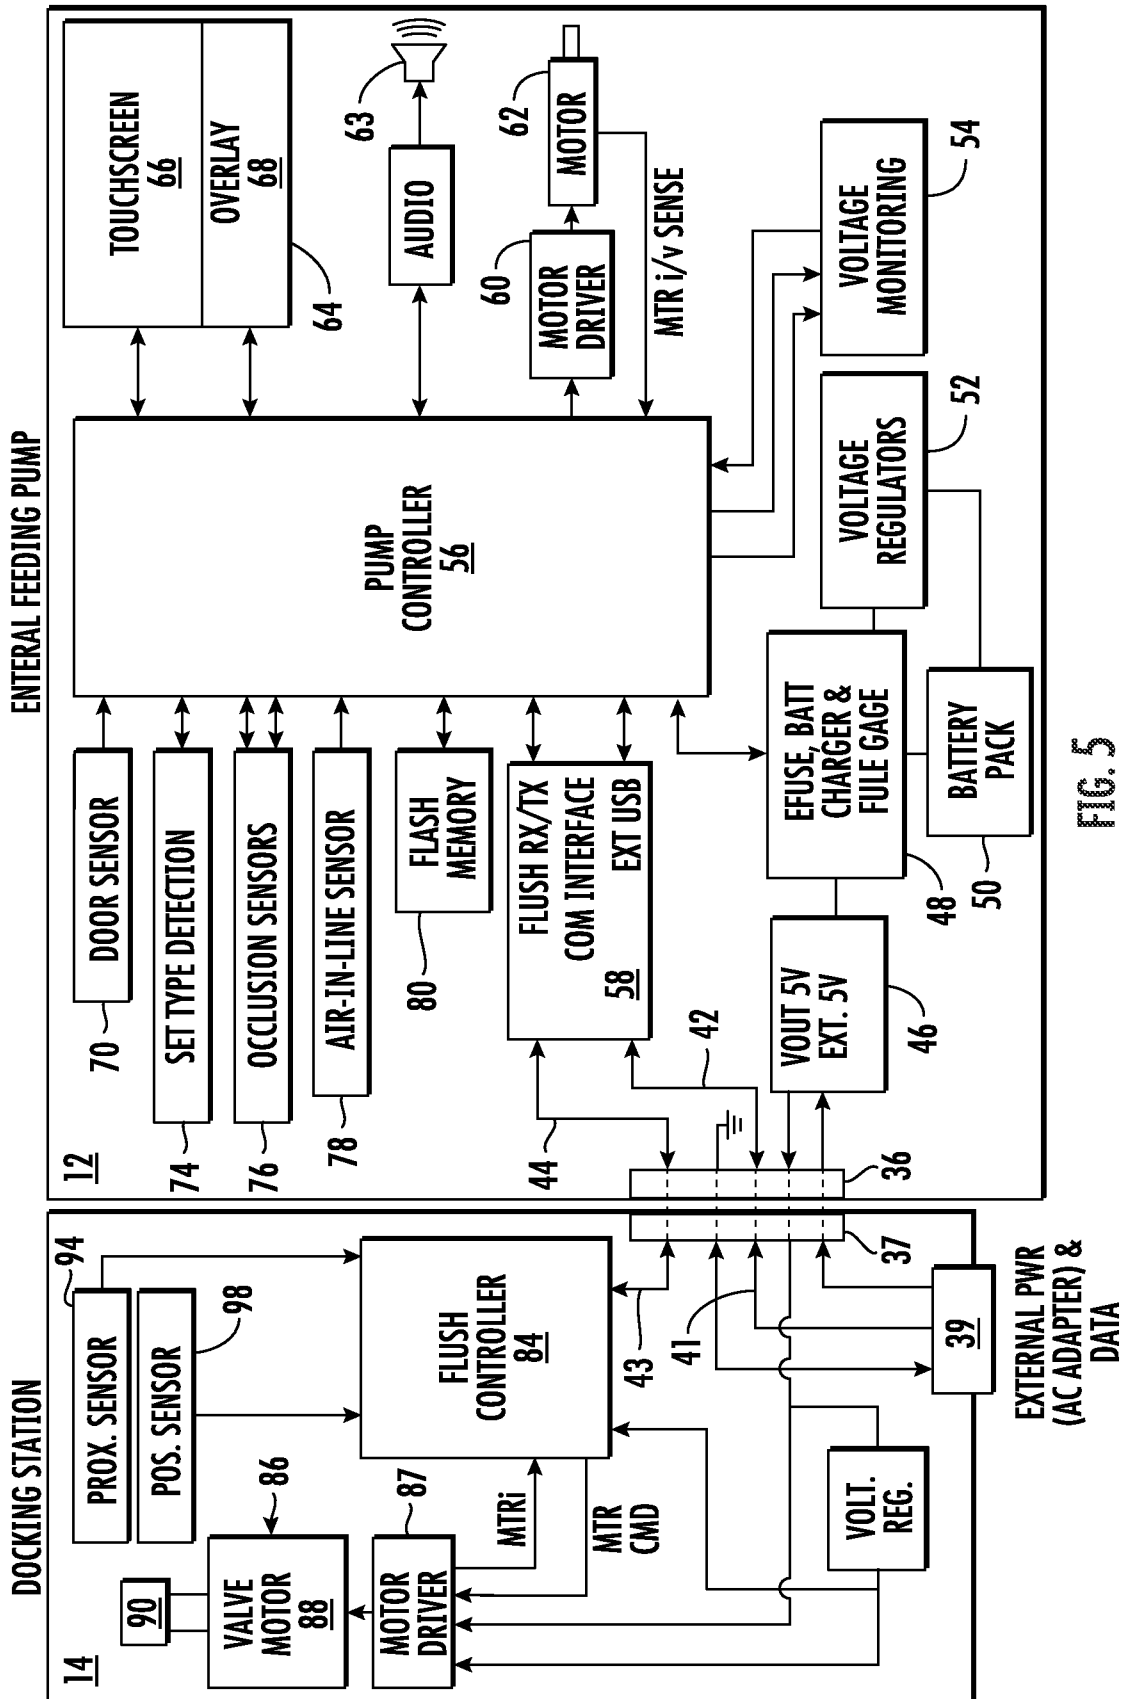 DOCKING STATION
14
90
VALVE
MOTOR
88
86
PROX. SENSOR
94
POS. SENSOR
98
MOTOR
DRIVER
87
MTRi
MTR
CMD
FLUSH
CONTROLLER
84
43
41
VOLT.
REG.
37
39
EXTERNAL PWR
(AC ADAPTER) &
DATA
ENTERAL FEEDING PUMP
12
DOOR SENSOR
70
SET TYPE DETECTION
74
OCCLUSION SENSORS
76
AIR-IN-LINE SENSOR
78
FLASH
MEMORY
80
FLUSH RX/TX
COM INTERFACE
EXT USB
58
44
42
36
VOUT 5V
EXT. 5V
46
EFUSE, BATT
CHARGER &
FULE GAGE
48
BATTERY
PACK
50
PUMP
CONTROLLER
56
VOLTAGE
REGULATORS
52
VOLTAGE
MONITORING
54
TOUCHSCREEN
66
OVERLAY
68
64
AUDIO
63
MOTOR
DRIVER
60
MOTOR
62
MTR i/v SENSE
FIG. 5